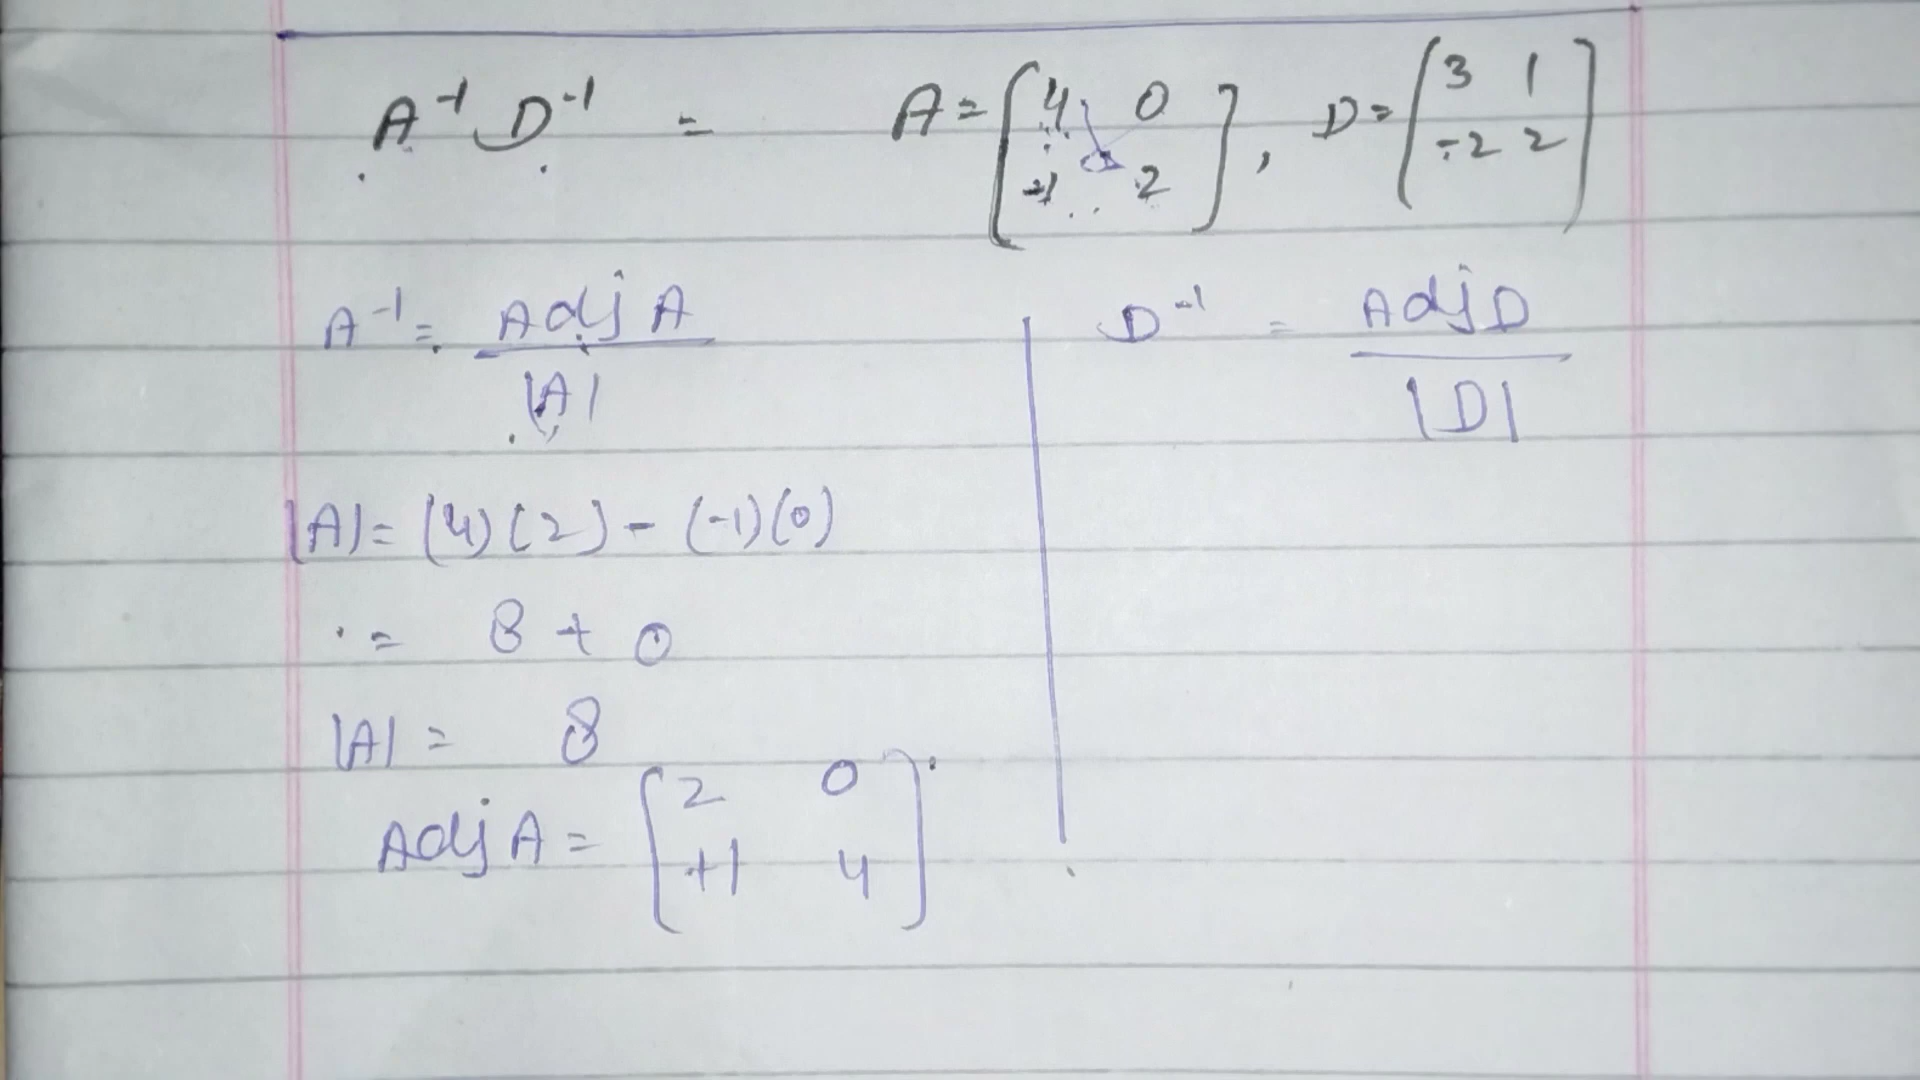 A⁻¹ D⁻¹ = A = [4 0; -1 2], D = [3 1; -2 2]
A⁻¹ = Adj A / |A|
D⁻¹ = Adj D / |D|
|A| = (4)(2) - (-1)(0)
= 8 + 0
|A| = 8
Adj A = [2 0; +1 4]